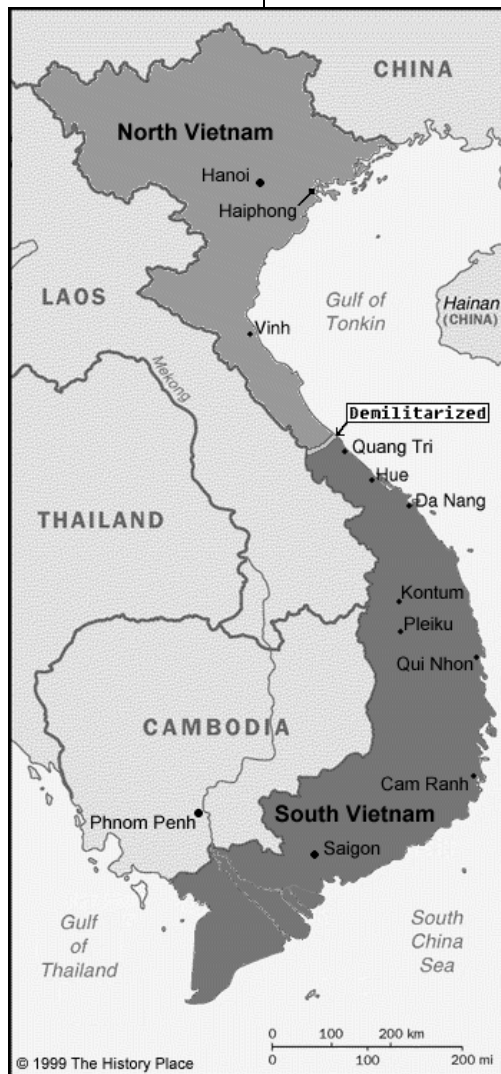 CHINA
North Vietnam
Hanoi
Haiphong
LAOS
Gulf of
Tonkin
Hainan
(CHINA)
Vinh
Mekong
Demilitarized
Quang Tri
Hue
Da Nang
THAILAND
Kontum
Pleiku
Qui Nhon
CAMBODIA
Cam Ranh
South Vietnam
Phnom Penh
Saigon
Gulf
of
Thailand
South
China
Sea
0 100 200 km
0 100 200 mi
© 1999 The History Place